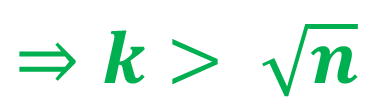 ⇒ k > √n